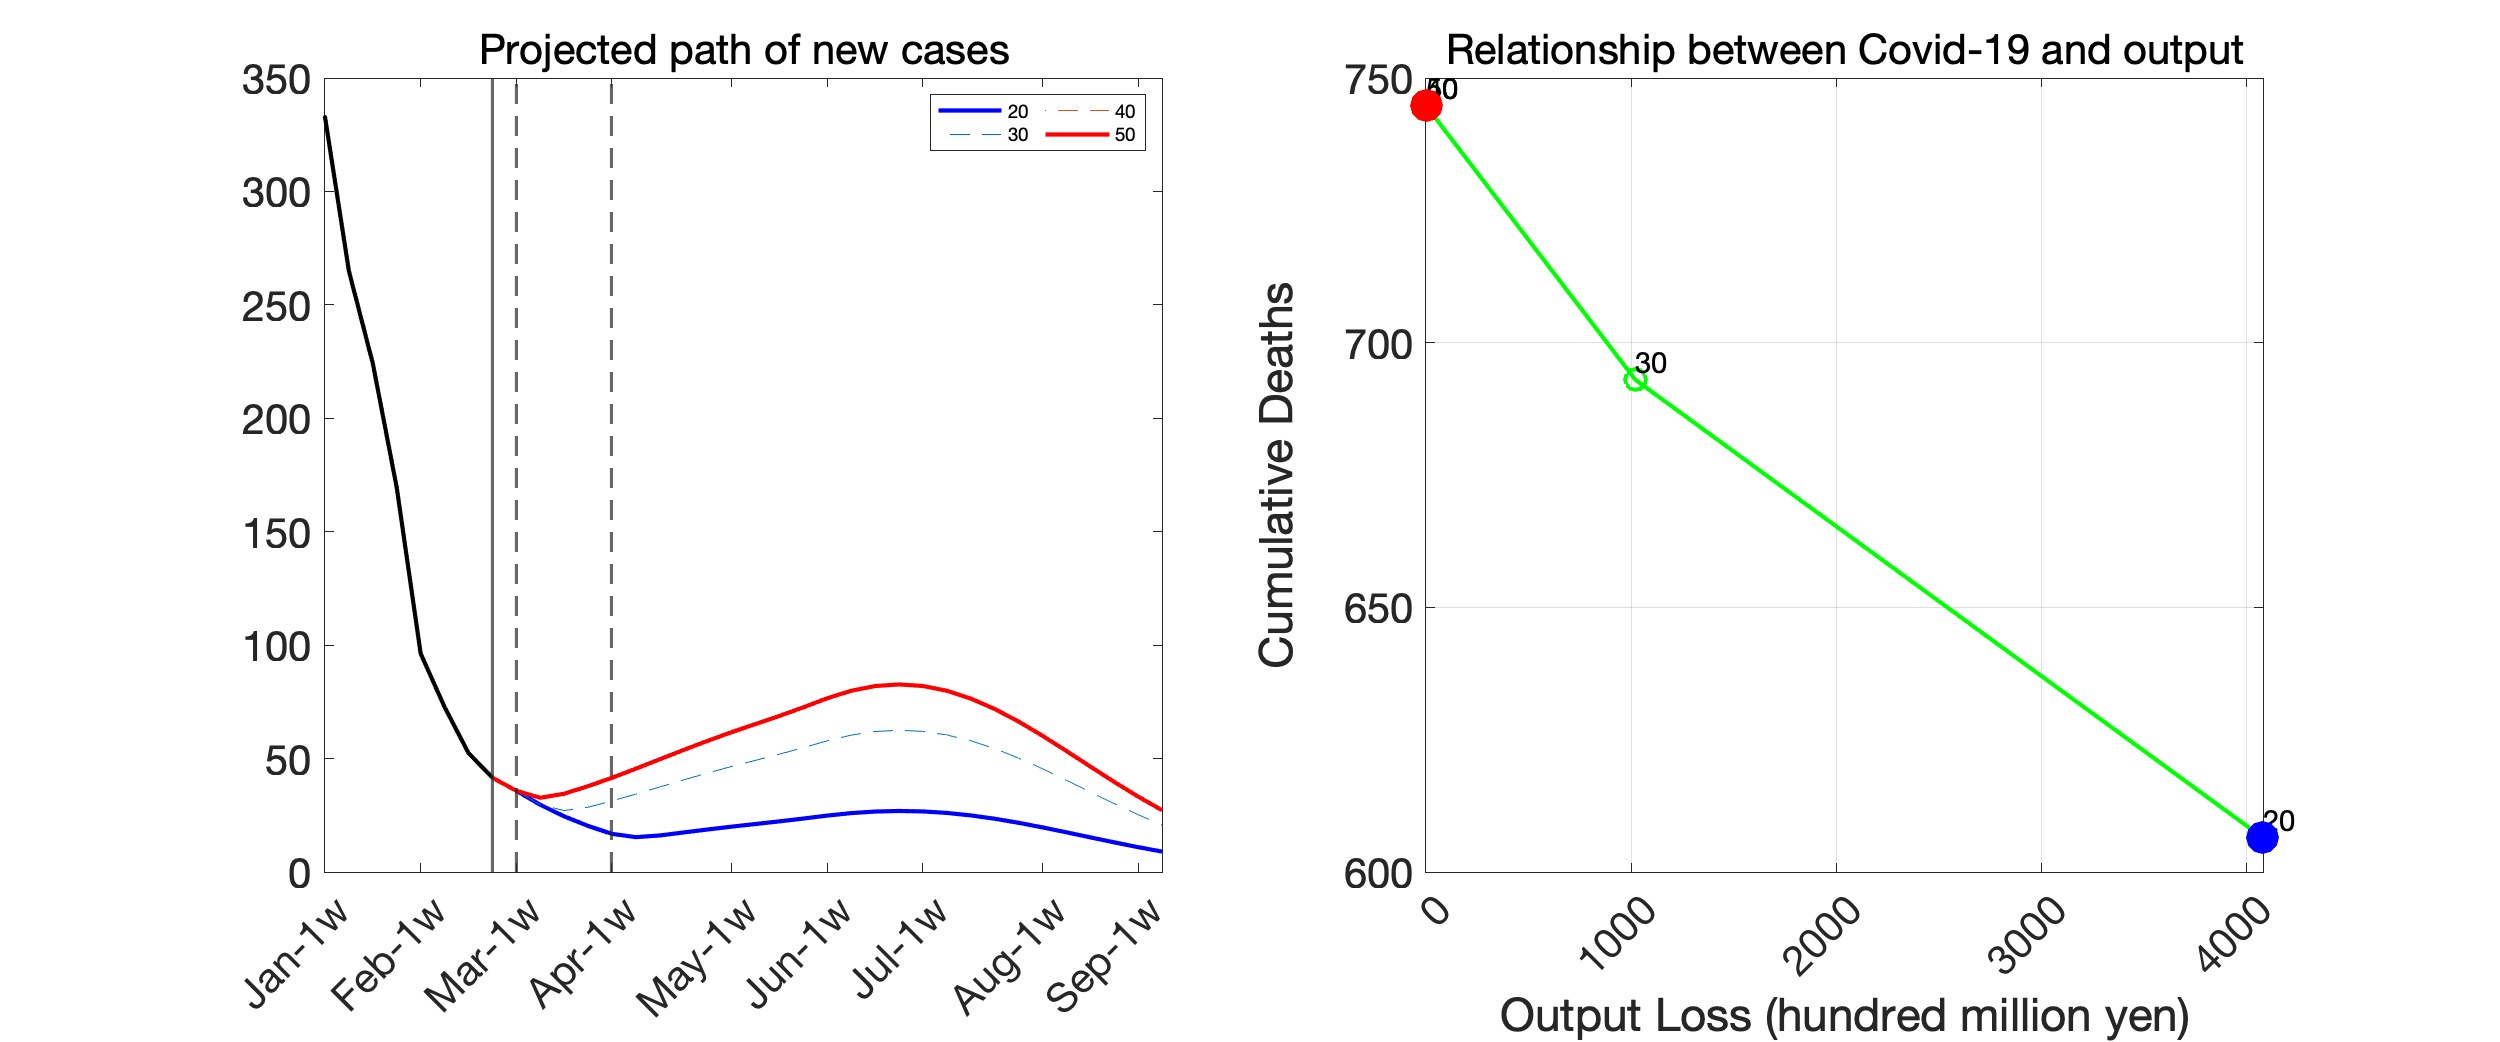 Projected path of new cases
350
300
250
200
150
100
50
0
20
40
30
50
Jan-1w
Feb-1w
Mar-1w
Apr-1w
May-1w
Jun-1w
Jul-1w
Aug-1w
Sep-1w
Relationship between Covid-19 and output
Cumulative Deaths
750
700
650
600
30
20
0
1000
2000
3000
4000
Output Loss (hundred million yen)